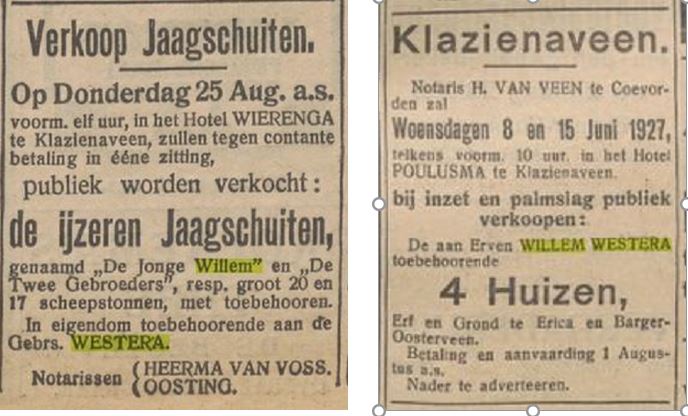 Verkoop Jaagschuiten.
Op Donderdag 25 Aug. a.s.
voorm. elf uur, in het Hotel WIERENGA
te Klazienaveen, zullen tegen contante
betaling in ééne zitting,
publiek worden verkocht:
de ijzeren Jaagschuiten,
genaamd „De Jonge Willem” en „De
Twee Gebroeders”, resp. groot 20 en
17 scheepstonnen, met toebehooren.
In eigendom toebehoorende aan de
Gebrs. WESTERA.
Notarissen { HEERMA VAN VOSS.
OOSTING.
Klazienaveen.
Notaris H. VAN VEEN te Coevor-
den zal
Woensdagen 8 en 15 Juni 1927,
telkens voorm. 10 uur, in het Hotel
POULUSMA te Klazienaveen.
bij inzet en palmslag publiek
verkoopen:
De aan Erven WILLEM WESTERA
toebehoorende
4 Huizen,
Erf en Grond te Erica en Barger-
Oosterveen.
Betaling en aanvaarding 1 Augus-
tus a.s.
Nader te adverteeren.